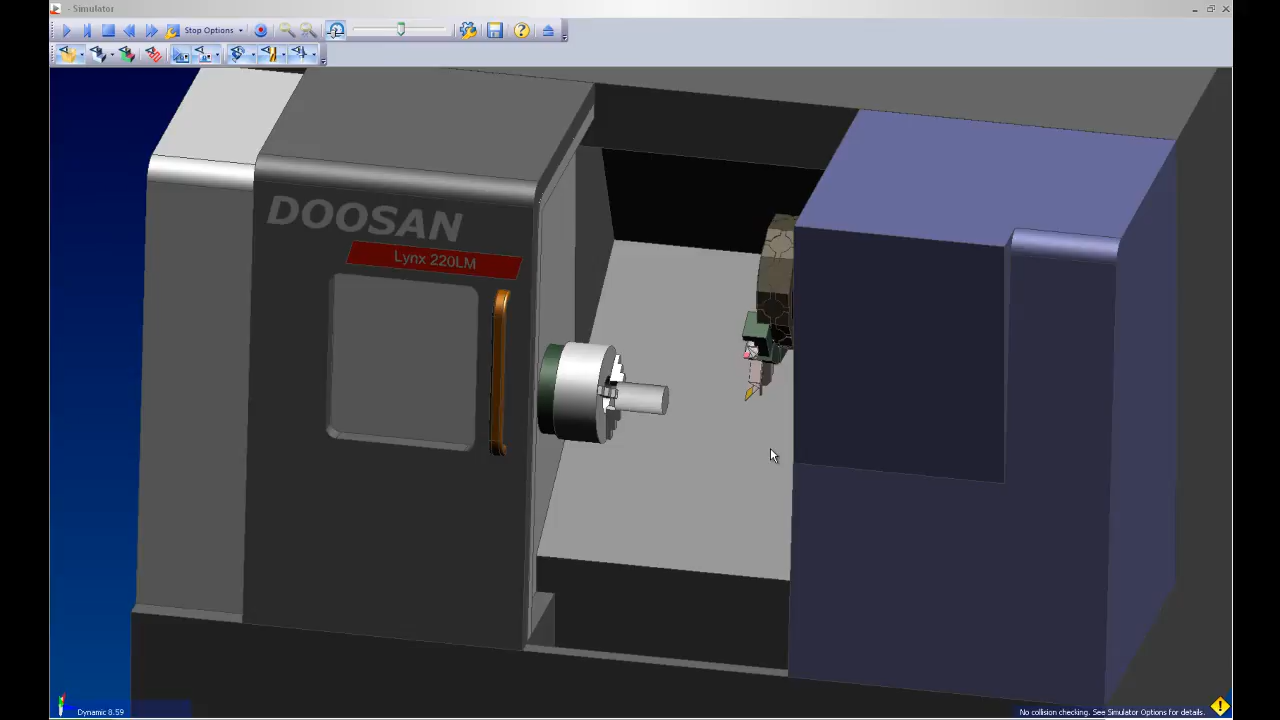 - Simulator
Stop Options
DOOSAN
Lynx 220LM
Dynamic 8.59
No collision checking. See Simulator Options for details.